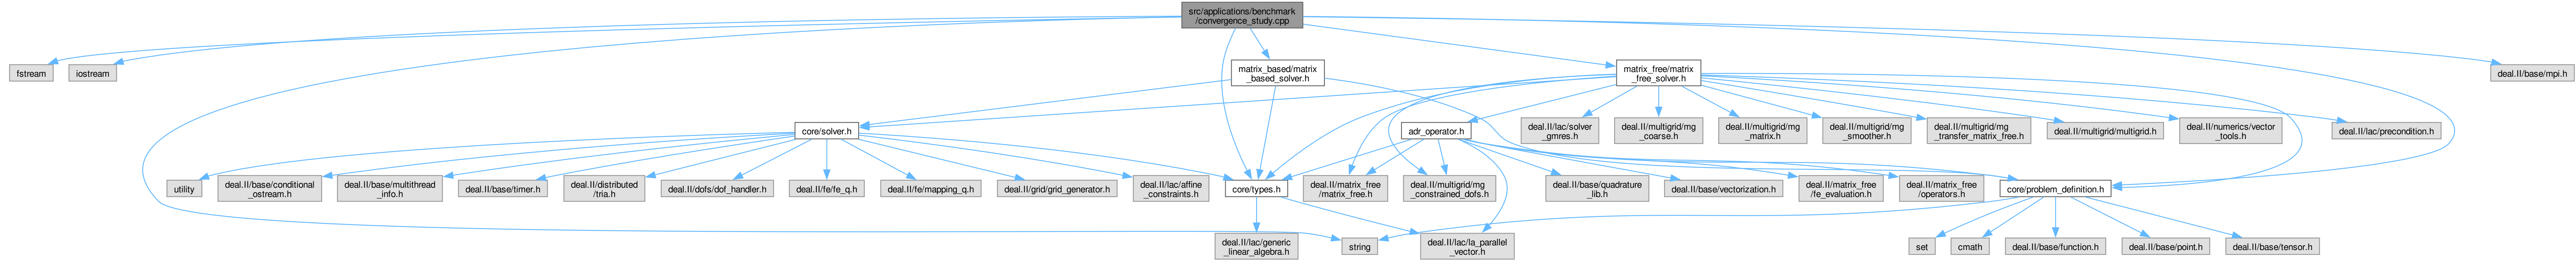 src/applications/benchmark
/convergence_study.cpp
fstream
iostream
matrix_based/matrix
_based_solver.h
matrix_free/matrix
_free_solver.h
deal.II/base/mpi.h
core/solver.h
adr_operator.h
deal.II/lac/solver
_gmres.h
deal.II/multigrid/mg
_coarse.h
deal.II/multigrid/mg
_matrix.h
deal.II/multigrid/mg
_smoother.h
deal.II/multigrid/mg
_transfer_matrix_free.h
deal.II/multigrid/multigrid.h
deal.II/numerics/vector
_tools.h
deal.II/lac/precondition.h
utility
deal.II/base/conditional
_ostream.h
deal.II/base/multithread
_info.h
deal.II/base/timer.h
deal.II/distributed
/tria.h
deal.II/dofs/dof_handler.h
deal.II/fe/fe_q.h
deal.II/fe/mapping_q.h
deal.II/grid/grid_generator.h
deal.II/lac/affine
_constraints.h
core/types.h
deal.II/matrix_free
/matrix_free.h
deal.II/multigrid/mg
_constrained_dofs.h
deal.II/base/quadrature
_lib.h
deal.II/base/vectorization.h
deal.II/matrix_free
/fe_evaluation.h
deal.II/matrix_free
/operators.h
core/problem_definition.h
deal.II/lac/generic
_linear_algebra.h
string
deal.II/lac/la_parallel
_vector.h
set
cmath
deal.II/base/function.h
deal.II/base/point.h
deal.II/base/tensor.h